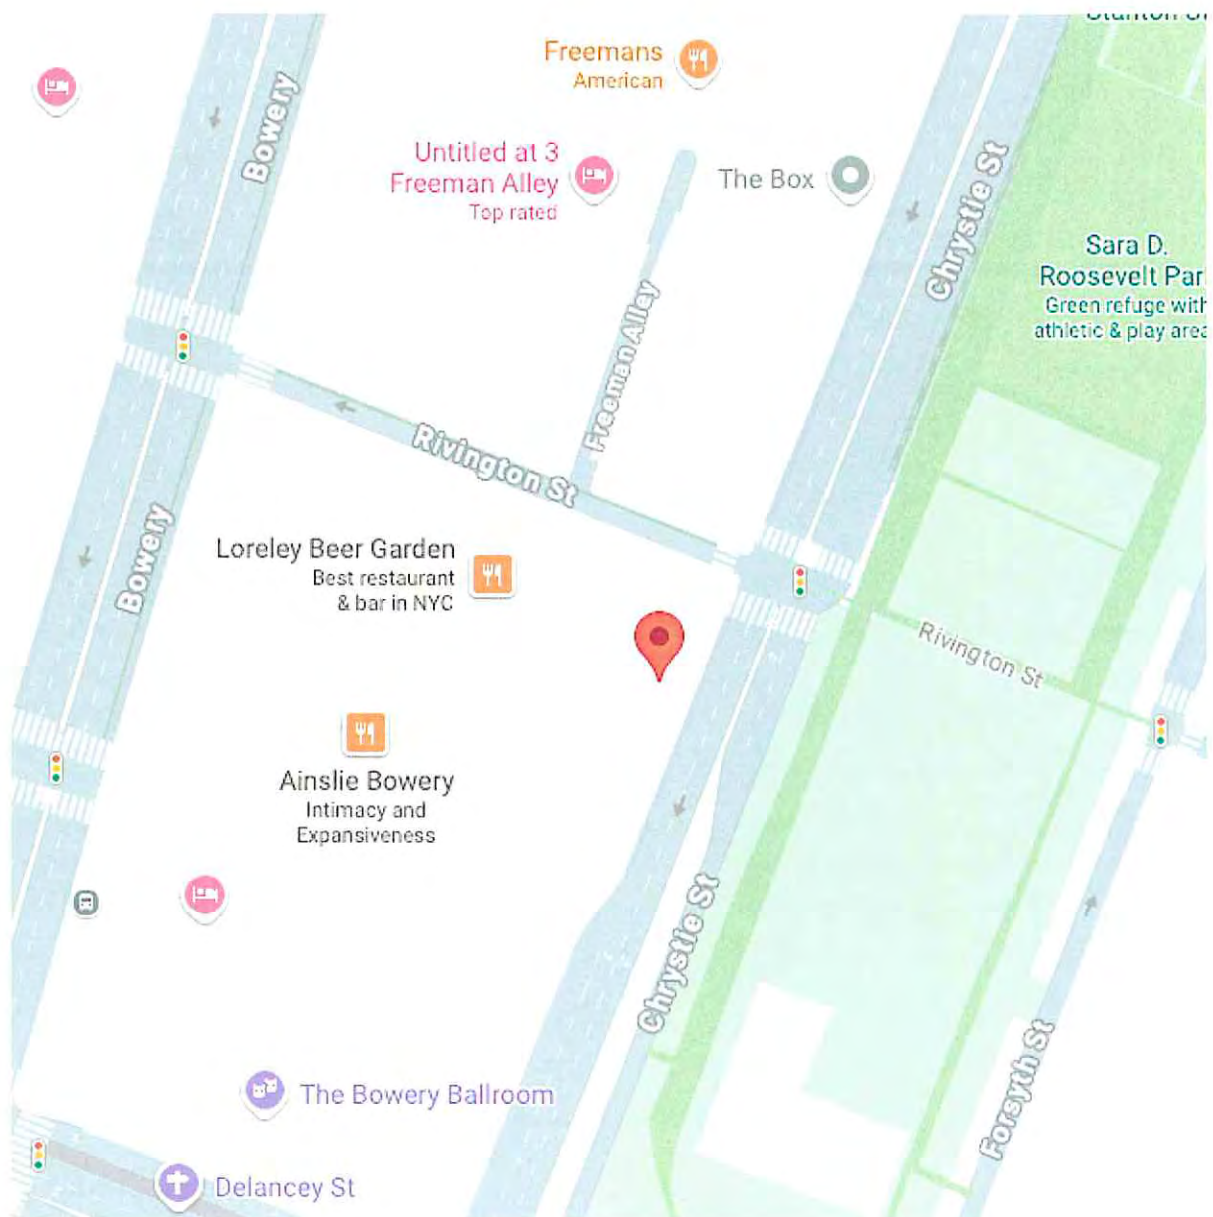 Stanton St
Freemans
American
Bowery
Untitled at 3
Freeman Alley
Top rated
The Box
Chrystie St
Sara D.
Roosevelt Par
Green refuge with
athletic & play area
Freeman Alley
Rivington St
Bowery
Loreley Beer Garden
Best restaurant
& bar in NYC
Rivington St
Ainslie Bowery
Intimacy and
Expansiveness
Chrystie St
Forsyth St
The Bowery Ballroom
Delancey St